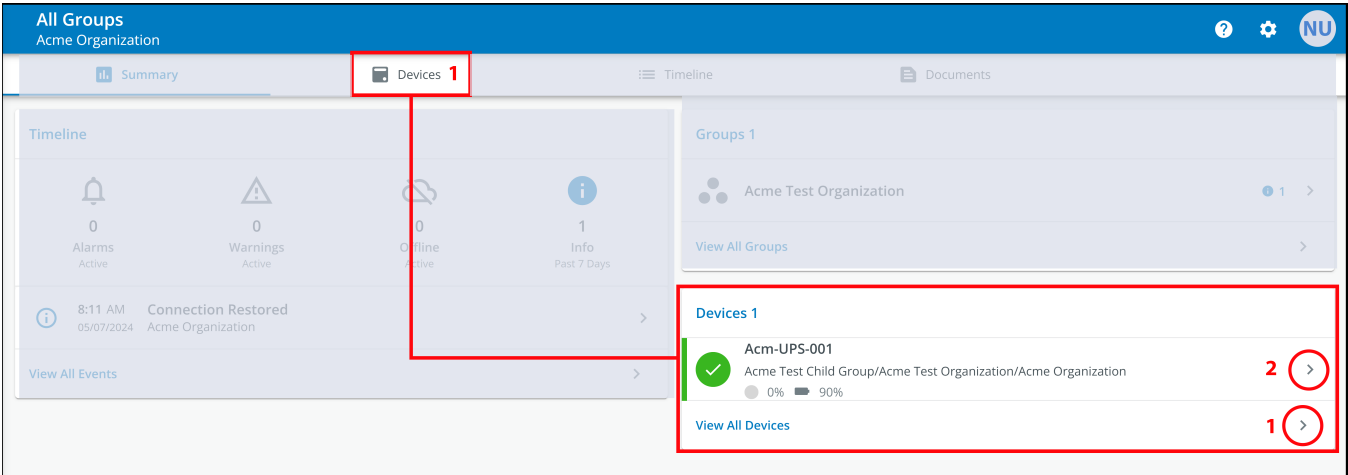 All Groups
Acme Organization
NU
Summary
Devices 1
Timeline
Documents
Timeline
0
Alarms
Active
0
Warnings
Active
0
Offline
Active
1
Info
Past 7 Days
8:11 AM
05/07/2024
Connection Restored
Acme Organization
View All Events
Groups 1
Acme Test Organization
1
View All Groups
Devices 1
Acm-UPS-001
Acme Test Child Group/Acme Test Organization/Acme Organization
0% 90%
2
View All Devices
1